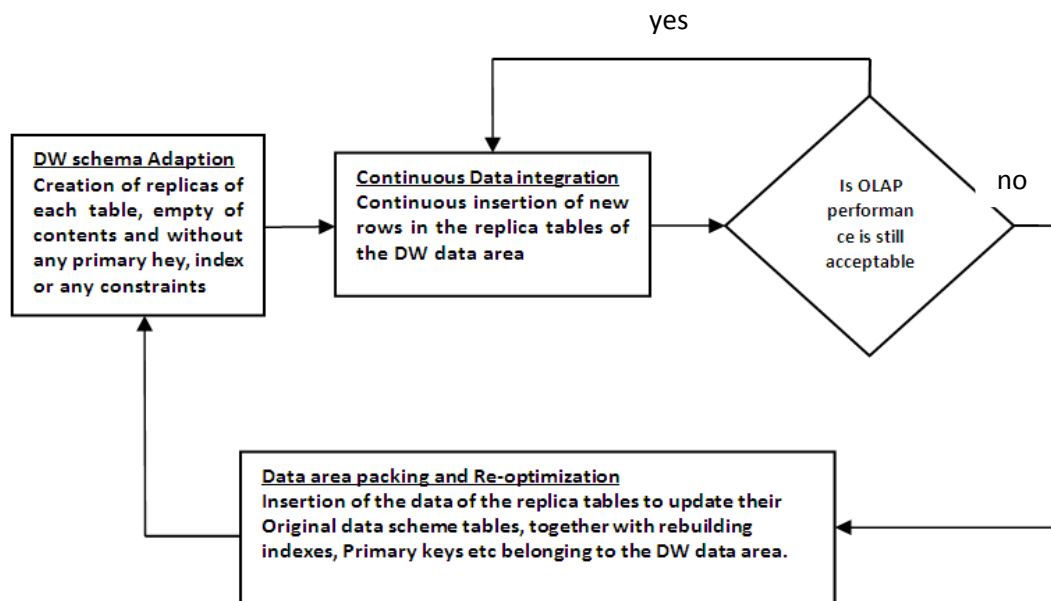 yes
DW schema Adaption
Creation of replicas of
each table, empty of
contents and without
any primary hey, index
or any constraints
Continuous Data integration
Continuous insertion of new
rows in the replica tables of
the DW data area
Is OLAP
performan
ce is still
acceptable
no
Data area packing and Re-optimization
Insertion of the data of the replica tables to update their
Original data scheme tables, together with rebuilding
indexes, Primary keys etc belonging to the DW data area.